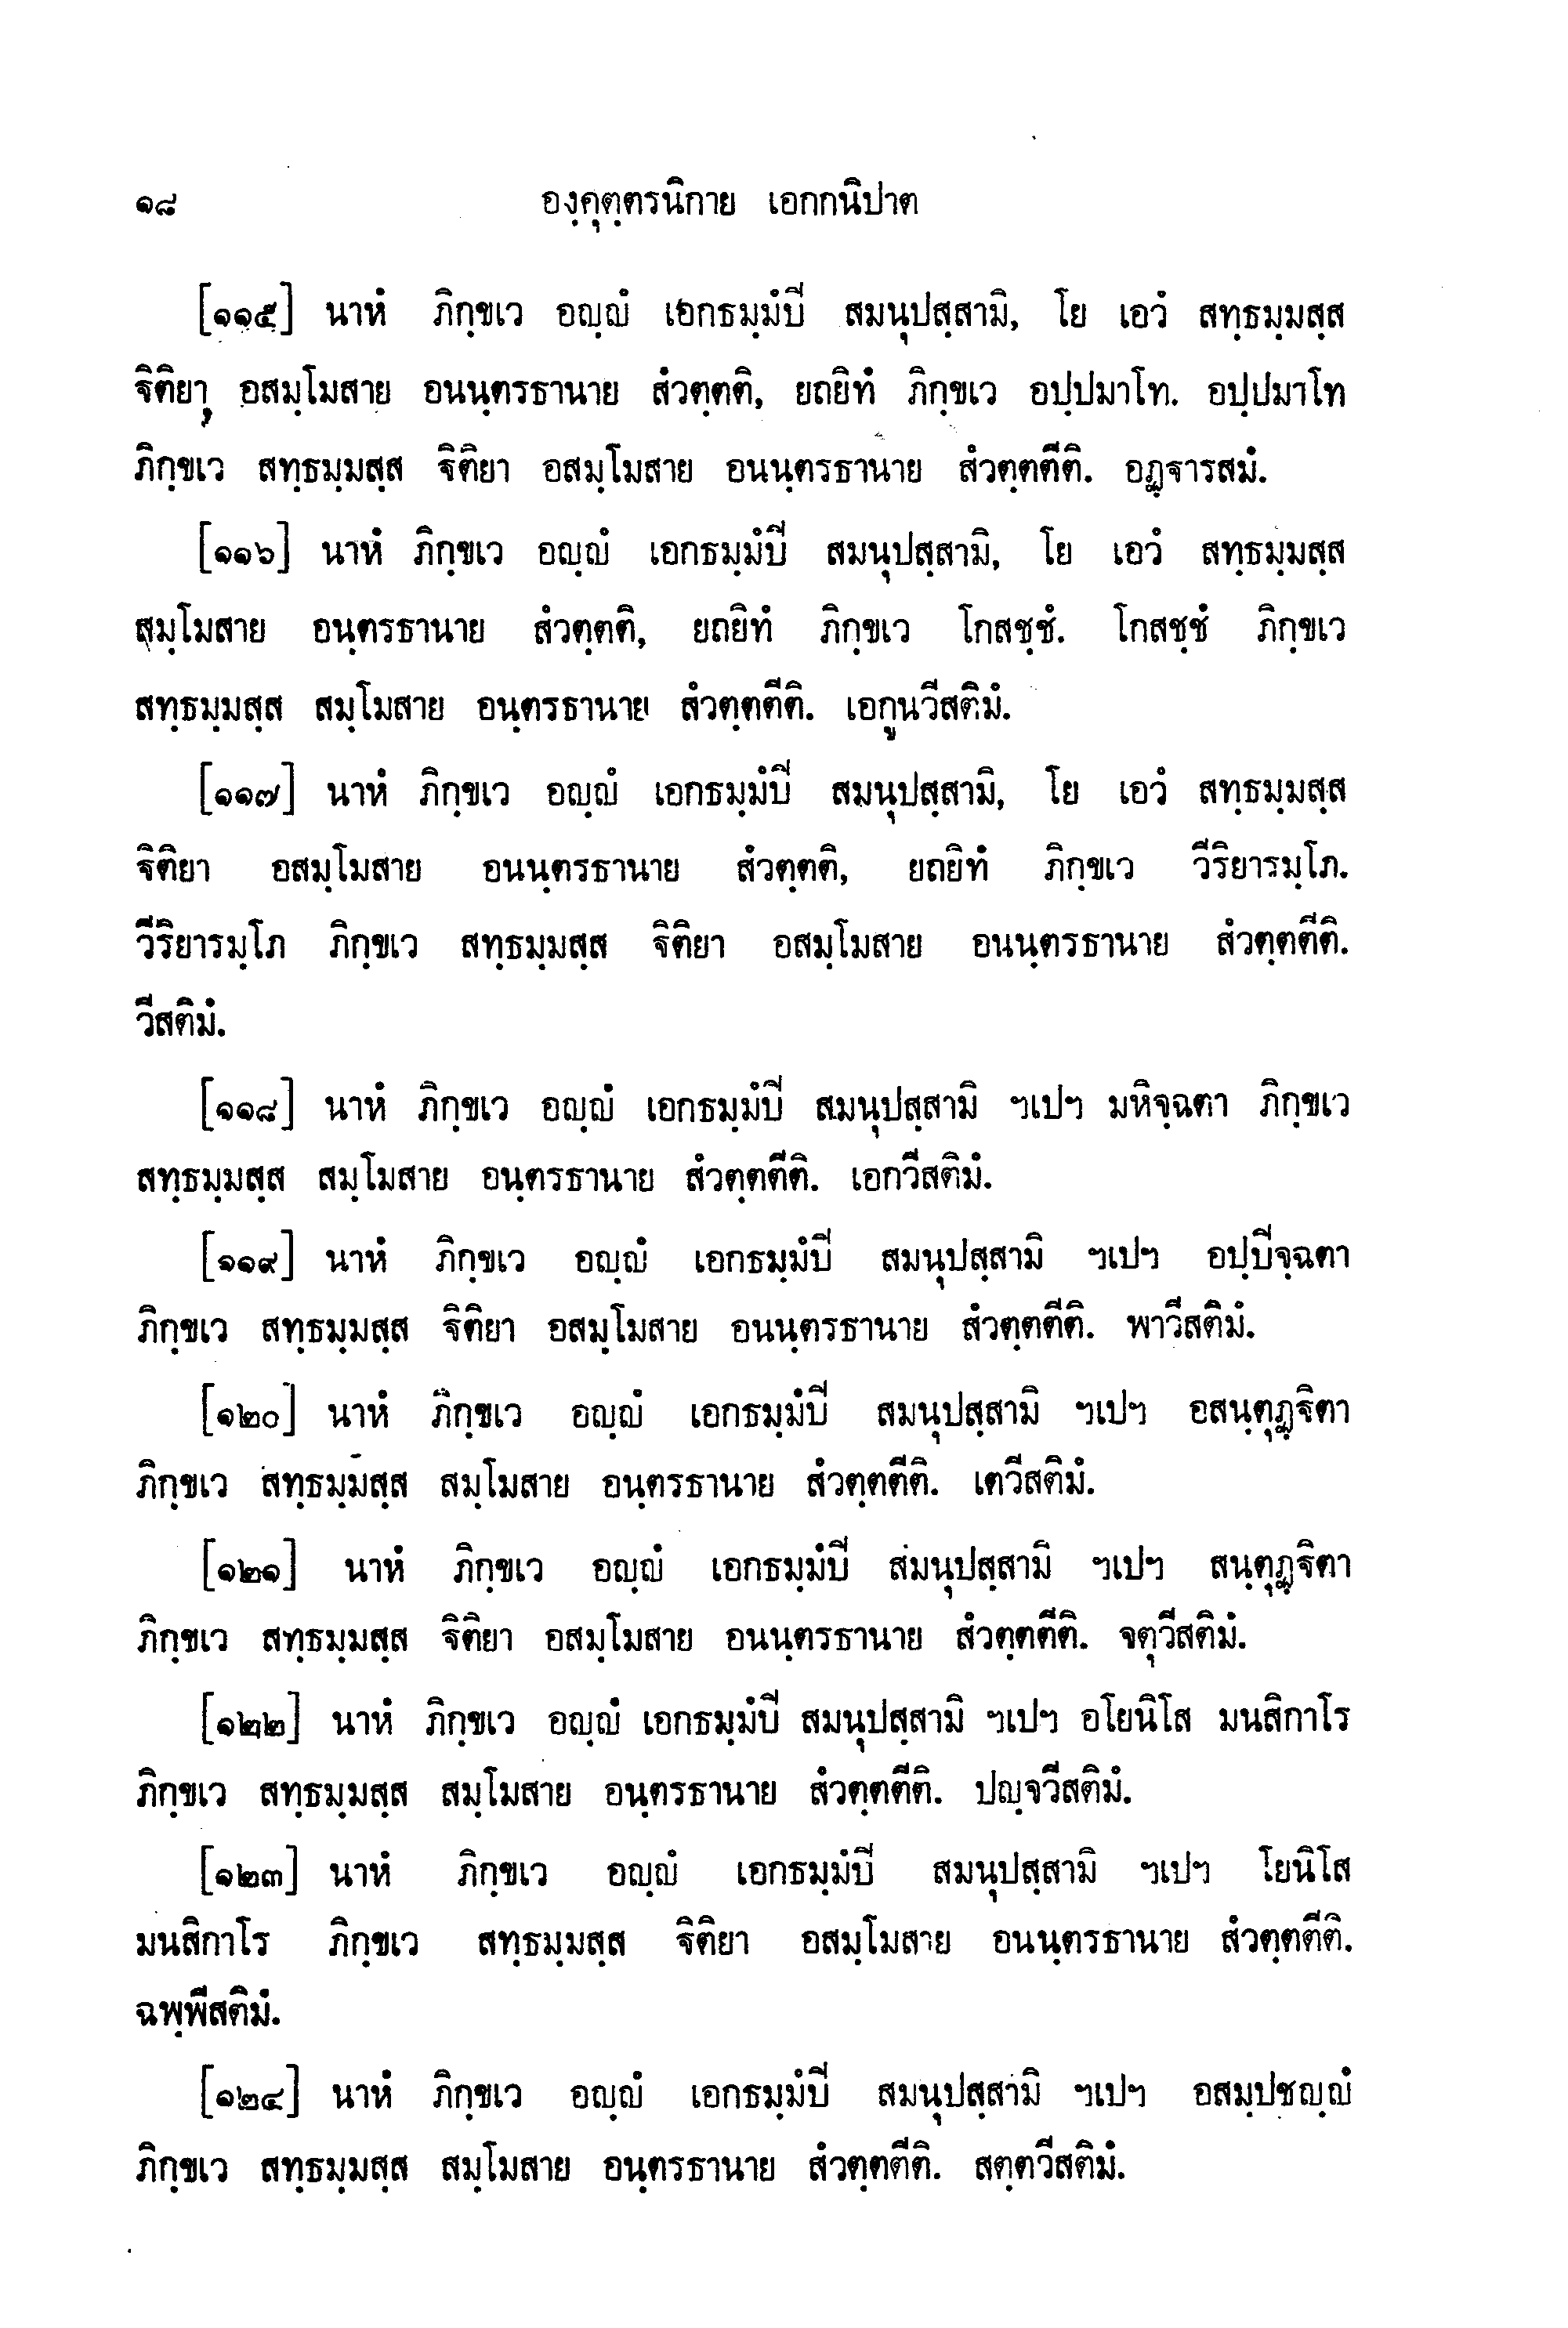 ๑๘ องฺคุตฺตรนิกาย เอกกนิปาต
[๑๑๕] นาหํ ภิกฺขเว อญฺญํ เอกธมฺมํปิ สมนุปสฺสามิ, โย เอวํ สทฺธมฺมสฺส
ฐิติยา อสมฺโมสาย อนนฺตรธานาย สํวตฺตติ, ยถยิทํ ภิกฺขเว อปฺปมาโท. อปฺปมาโท
ภิกฺขเว สทฺธมฺมสฺส ฐิติยา อสมฺโมสาย อนนฺตรธานาย สํวตฺตตีติ. อฏฺฐารสมํ.
[๑๑๖] นาหํ ภิกฺขเว อญฺญํ เอกธมฺมํปิ สมนุปสฺสามิ, โย เอวํ สทฺธมฺมสฺส
สมฺโมสาย อนฺตรธานาย สํวตฺตติ, ยถยิทํ ภิกฺขเว โกสชฺชํ. โกสชฺชํ ภิกฺขเว
สทฺธมฺมสฺส สมฺโมสาย อนฺตรธานาย สํวตฺตตีติ. เอกูนวีสติมํ.
[๑๑๗] นาหํ ภิกฺขเว อญฺญํ เอกธมฺมํปิ สมนุปสฺสามิ, โย เอวํ สทฺธมฺมสฺส
ฐิติยา อสมฺโมสาย อนนฺตรธานาย สํวตฺตติ, ยถยิทํ ภิกฺขเว วีริยารมฺโภ.
วีริยารมฺโภ ภิกฺขเว สทฺธมฺมสฺส ฐิติยา อสมฺโมสาย อนนฺตรธานาย สํวตฺตตีติ.
วีสติมํ.
[๑๑๘] นาหํ ภิกฺขเว อญฺญํ เอกธมฺมํปิ สมนุปสฺสามิ ฯเปฯ มหิจฺฉตา ภิกฺขเว
สทฺธมฺมสฺส สมฺโมสาย อนฺตรธานาย สํวตฺตตีติ. เอกวีสติมํ.
[๑๑๙] นาหํ ภิกฺขเว อญฺญํ เอกธมฺมํปิ สมนุปสฺสามิ ฯเปฯ อปฺปิจฺฉตา
ภิกฺขเว สทฺธมฺมสฺส ฐิติยา อสมฺโมสาย อนนฺตรธานาย สํวตฺตตีติ. พาวีสติมํ.
[๑๒๐] นาหํ ภิกฺขเว อญฺญํ เอกธมฺมํปิ สมนุปสฺสามิ ฯเปฯ อสนฺตุฏฺฐิตา
ภิกฺขเว สทฺธมฺมสฺส สมฺโมสาย อนฺตรธานาย สํวตฺตตีติ. เตวีสติมํ.
[๑๒๑] นาหํ ภิกฺขเว อญฺญํ เอกธมฺมํปิ สมนุปสฺสามิ ฯเปฯ สนฺตุฏฺฐิตา
ภิกฺขเว สทฺธมฺมสฺส ฐิติยา อสมฺโมสาย อนนฺตรธานาย สํวตฺตตีติ. จตุวีสติมํ.
[๑๒๒] นาหํ ภิกฺขเว อญฺญํ เอกธมฺมํปิ สมนุปสฺสามิ ฯเปฯ อโยนิโส มนสิกาโร
ภิกฺขเว สทฺธมฺมสฺส สมฺโมสาย อนฺตรธานาย สํวตฺตตีติ. ปญฺจวีสติมํ.
[๑๒๓] นาหํ ภิกฺขเว อญฺญํ เอกธมฺมํปิ สมนุปสฺสามิ ฯเปฯ โยนิโส
มนสิกาโร ภิกฺขเว สทฺธมฺมสฺส ฐิติยา อสมฺโมสาย อนนฺตรธานาย สํวตฺตตีติ.
ฉพฺพีสติมํ.
[๑๒๔] นาหํ ภิกฺขเว อญฺญํ เอกธมฺมํปิ สมนุปสฺสามิ ฯเปฯ อสมฺปชญฺญํ
ภิกฺขเว สทฺธมฺมสฺส สมฺโมสาย อนฺตรธานาย สํวตฺตตีติ. สตฺตวีสติมํ.